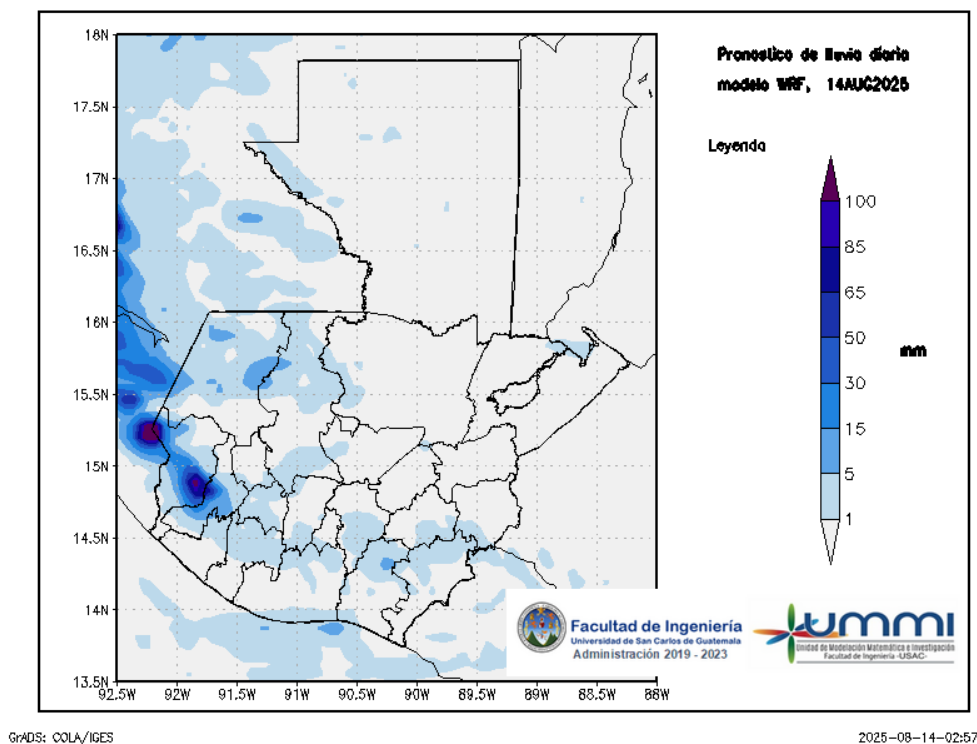 Pronostico de lluvia diaria
modelo WRF, 14AUG2025
Leyenda
100
85
65
50
30
15
5
1
mm
18N
17.5N
17N
16.5N
16N
15.5N
15N
14.5N
14N
13.5N
92.5W 92W 91.5W 91W 90.5W 90W 89.5W 89W 88.5W 88W
Facultad de Ingeniería
Universidad de San Carlos de Guatemala
Administración 2019 - 2023
UMMI
Unidad de Modelación Matemática e Investigación
Facultad de Ingeniería -USAC-
GrADS: COLA/IGES
2025-08-14-02:57